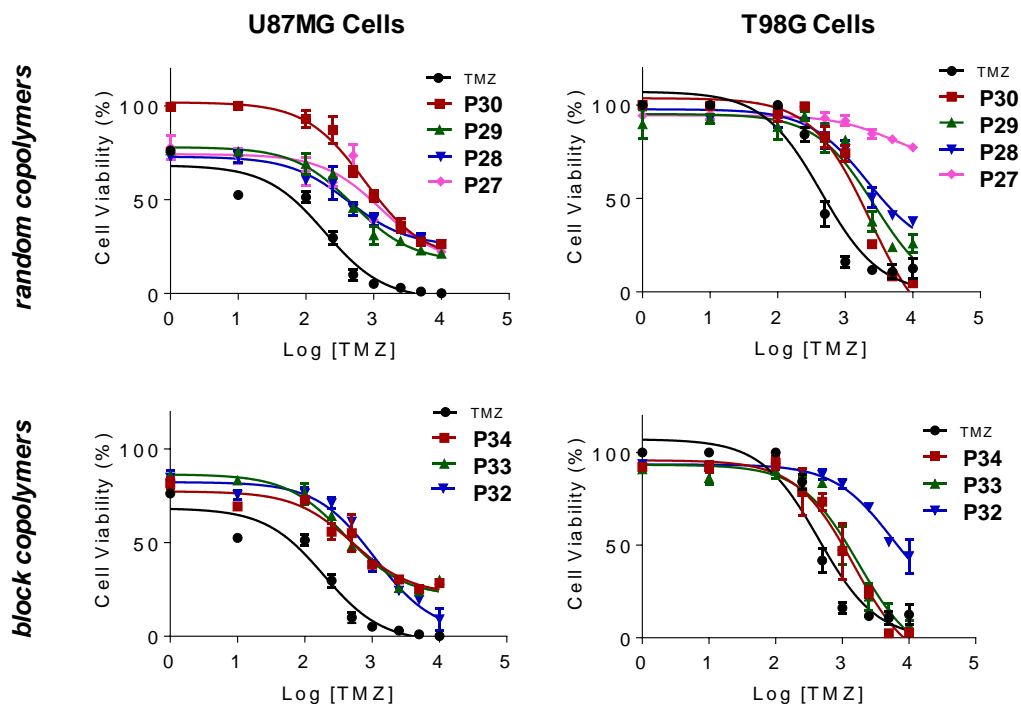 U87MG Cells
T98G Cells
random copolymers
Cell Viability (%)
100
50
0
0 1 2 3 4 5
Log [TMZ]
TMZ
P30
P29
P28
P27
Cell Viability (%)
100
50
0
0 1 2 3 4 5
Log [TMZ]
TMZ
P30
P29
P28
P27
block copolymers
Cell Viability (%)
100
50
0
0 1 2 3 4 5
Log [TMZ]
TMZ
P34
P33
P32
Cell Viability (%)
100
50
0
0 1 2 3 4 5
Log [TMZ]
TMZ
P34
P33
P32